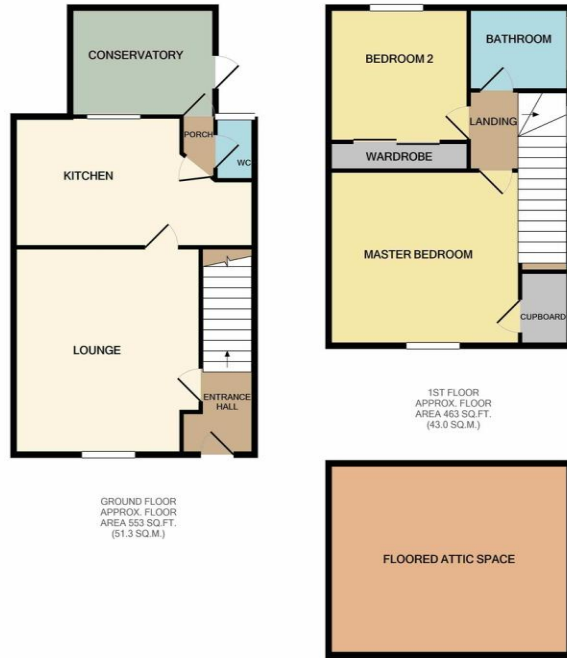 CONSERVATORY
PORCH
WC
KITCHEN
LOUNGE
ENTRANCE
HALL
GROUND FLOOR
APPROX. FLOOR
AREA 553 SQ.FT.
(51.3 SQ.M.)
BEDROOM 2
BATHROOM
LANDING
WARDROBE
MASTER BEDROOM
CUPBOARD
1ST FLOOR
APPROX. FLOOR
AREA 463 SQ.FT.
(43.0 SQ.M.)
FLOORED ATTIC SPACE